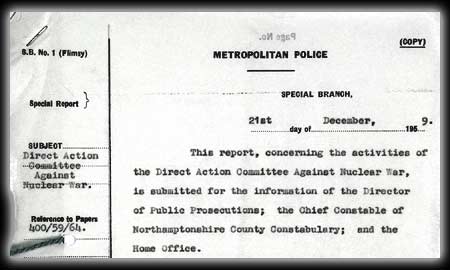 Page No.
(COPY)
S.B. No. 1 (Flimsy)
METROPOLITAN POLICE
Special Report }
SPECIAL BRANCH,
21st December, 9.
day of 195
SUBJECT
Direct Action
Committee
Against
Nuclear War.
Reference to Papers
400/59/64.
This report, concerning the activities of
the Direct Action Committee Against Nuclear War,
is submitted for the information of the Director
of Public Prosecutions; the Chief Constable of
Northamptonshire County Constabulary; and the
Home Office.